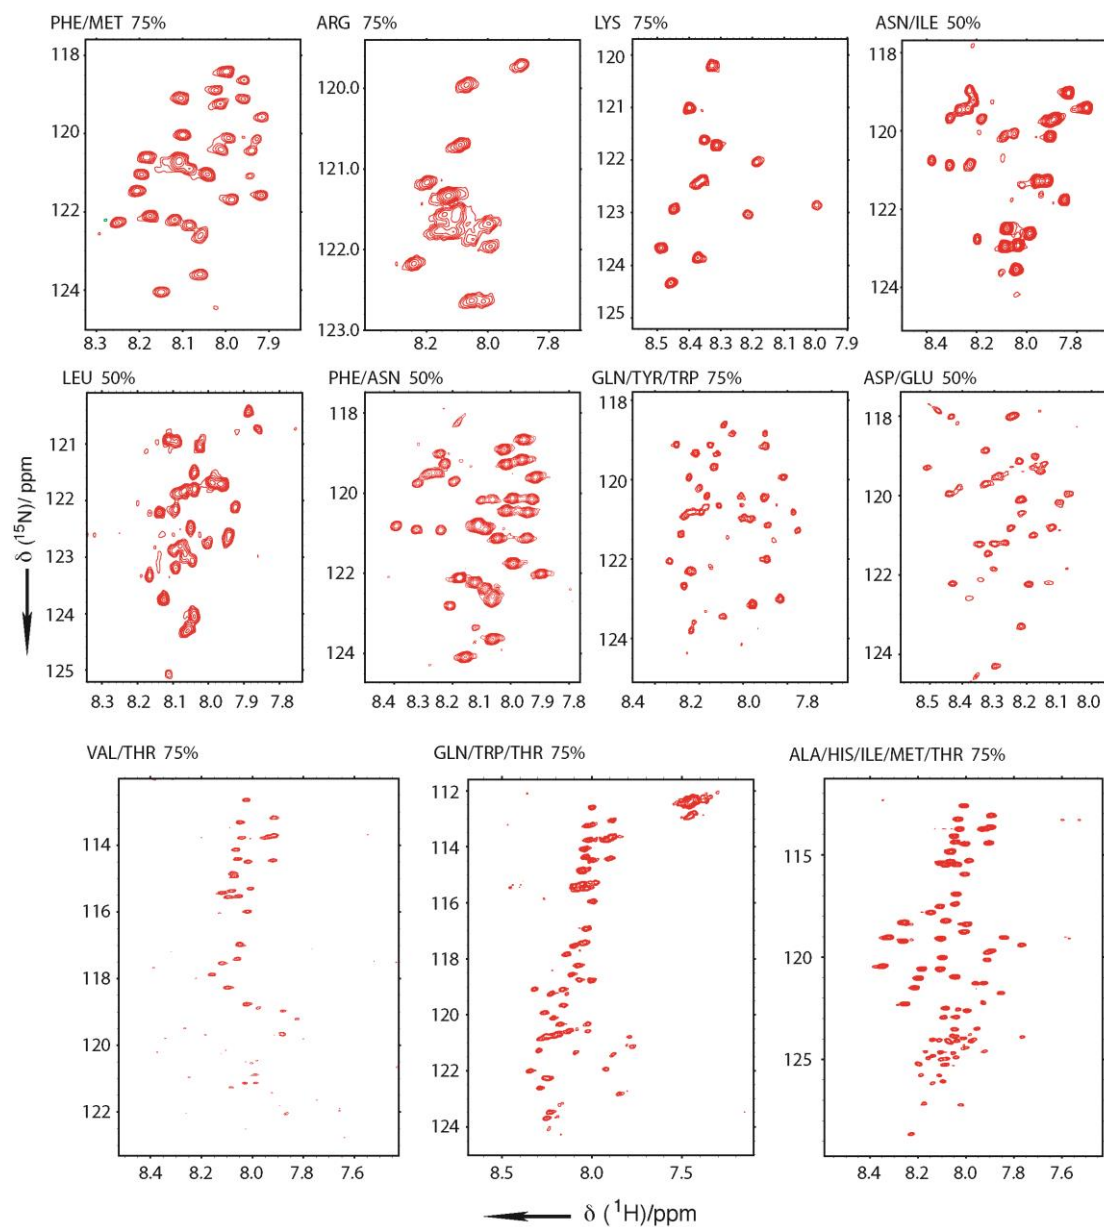 PHE/MET 75%
ARG 75%
LYS 75%
ASN/ILE 50%
118
120
122
124
8.3 8.2 8.1 8.0 7.9
120.0
121.0
122.0
123.0
8.2 8.0
120
121
122
123
124
125
8.5 8.4 8.3 8.2 8.1 8.0 7.9
118
120
122
124
8.4 8.2 8.0 7.8
LEU 50%
PHE/ASN 50%
GLN/TYR/TRP 75%
ASP/GLU 50%
121
122
123
124
125
8.3 8.2 8.1 8.0 7.9 7.8
118
120
122
124
8.4 8.3 8.2 8.1 8.0 7.9 7.8
118
120
122
124
8.4 8.2 8.0 7.8
118
120
122
124
8.5 8.4 8.3 8.2 8.1 8.0
δ (¹⁵N)/ ppm
VAL/THR 75%
GLN/TRP/THR 75%
ALA/HIS/ILE/MET/THR 75%
114
116
118
120
122
8.4 8.2 8.0 7.8 7.6
112
114
116
118
120
122
124
8.5 8.0 7.5
115
120
125
8.4 8.2 8.0 7.8 7.6
δ (¹H)/ppm